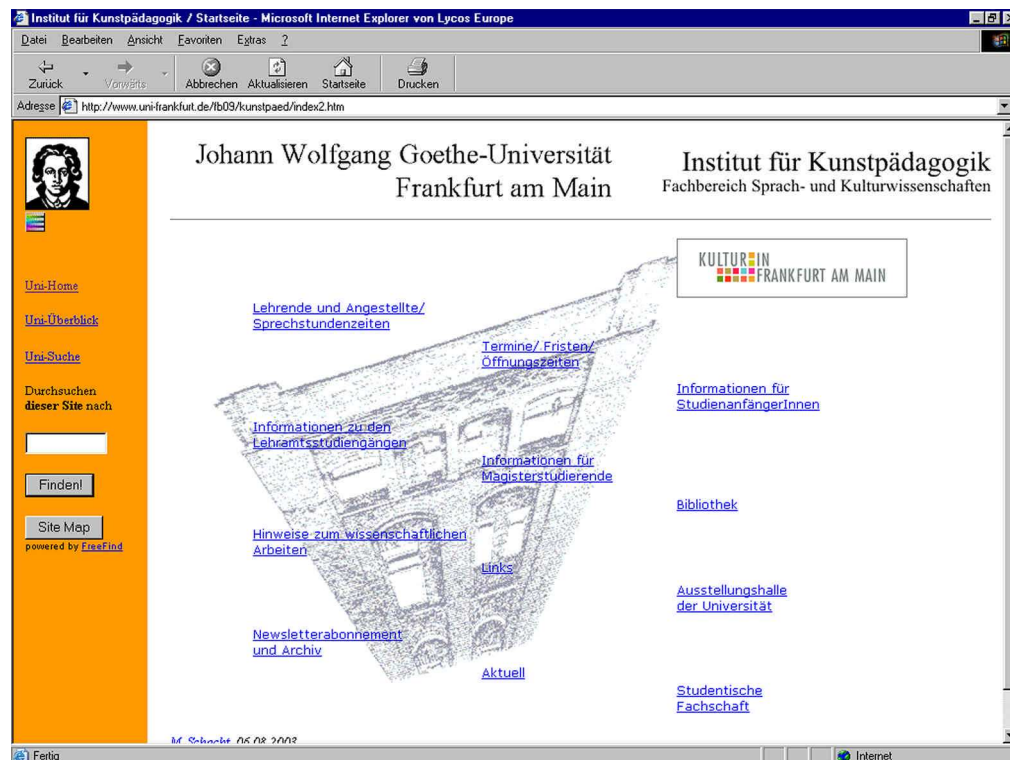 Institut für Kunstpädagogik / Startseite - Microsoft Internet Explorer von Lycos Europe
Datei Bearbeiten Ansicht Favoriten Extras ?
Zurück Vorwärts Abbrechen Aktualisieren Startseite Drucken
Adresse http://www.uni-frankfurt.de/fb09/kunstpaed/index2.htm
Johann Wolfgang Goethe-Universität
Frankfurt am Main
Institut für Kunstpädagogik
Fachbereich Sprach- und Kulturwissenschaften
KULTUR IN
FRANKFURT AM MAIN
Uni-Home
Uni-Überblick
Uni-Suche
Durchsuchen
dieser Site nach
Finden!
Site Map
powered by FreeFind
Lehrende und Angestellte/
Sprechstundenzeiten
Termine/ Fristen/
Öffnungszeiten
Informationen für
StudienanfängerInnen
Informationen zu den
Lehramtsstudiengängen
Informationen für
Magisterstudierende
Bibliothek
Hinweise zum wissenschaftlichen
Arbeiten
Links
Ausstellungshalle
der Universität
Newsletterabonnement
und Archiv
Aktuell
Studentische
Fachschaft
M. Schacht, 06.08.2003
Fertig
Internet